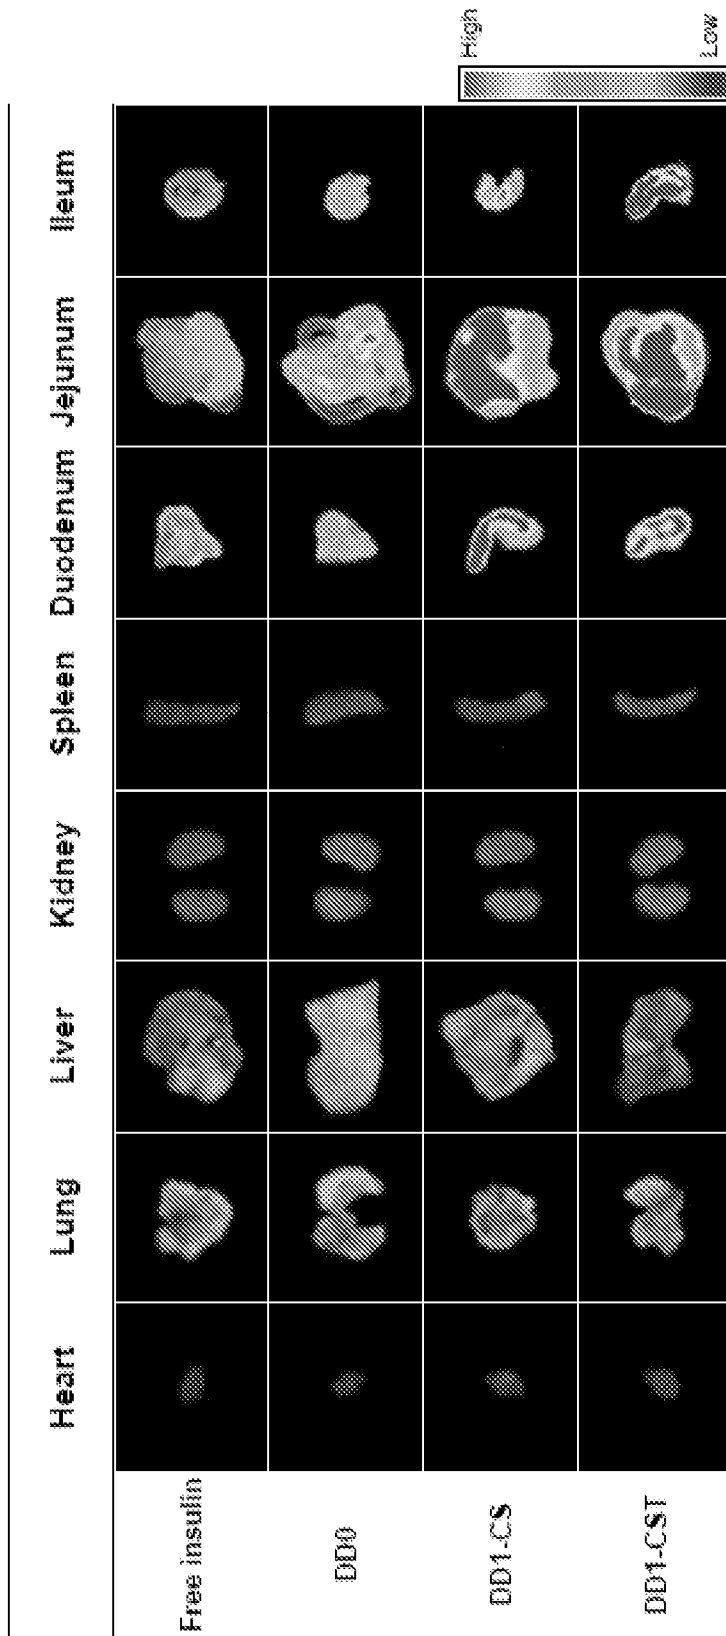 Heart Lung Liver Kidney Spleen Duodenum Jejunum Ileum
Free insulin
DD0
DD1-CS
DD1-CST
High
Low